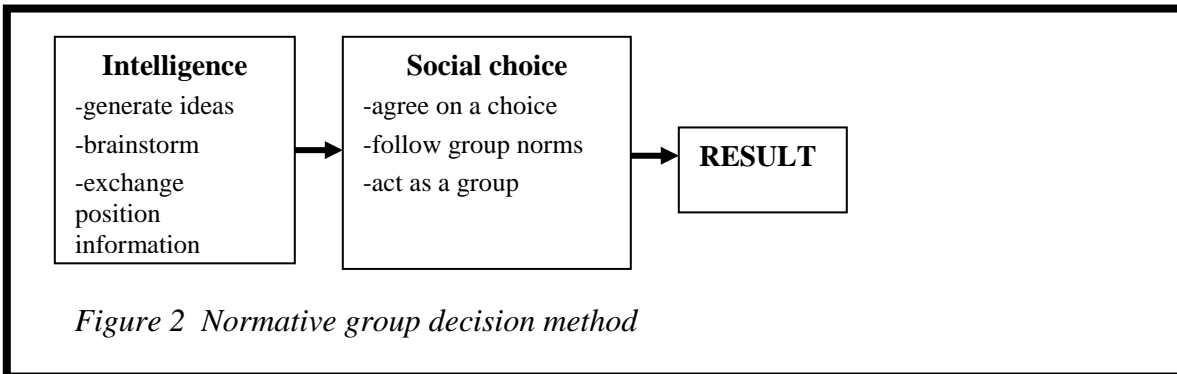 Intelligence
-generate ideas
-brainstorm
-exchange
position
information
Social choice
-agree on a choice
-follow group norms
-act as a group
RESULT
Figure 2  Normative group decision method